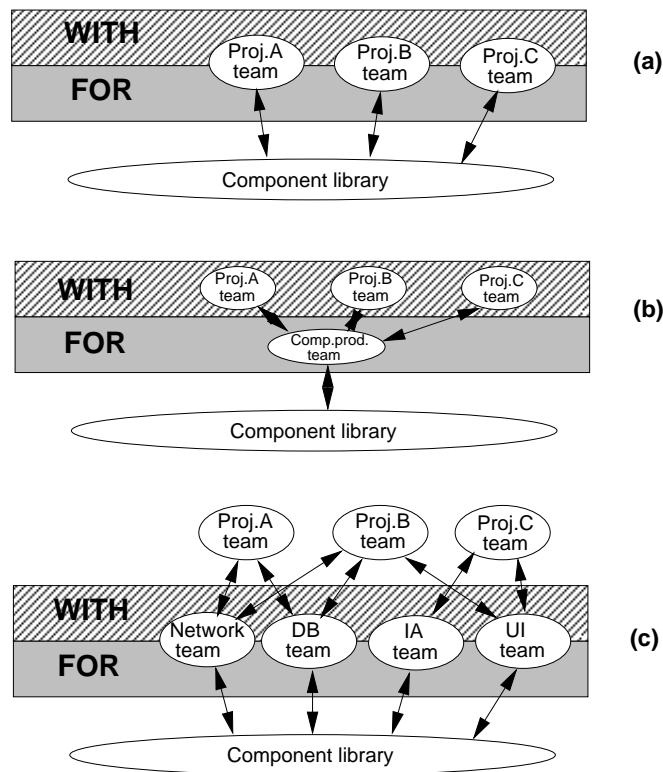 WITH
FOR
Proj.A
team
Proj.B
team
Proj.C
team
(a)
Component library
WITH
FOR
Proj.A
team
Proj.B
team
Proj.C
team
Comp.prod.
team
(b)
Component library
Proj.A
team
Proj.B
team
Proj.C
team
WITH
FOR
Network
team
DB
team
IA
team
UI
team
(c)
Component library